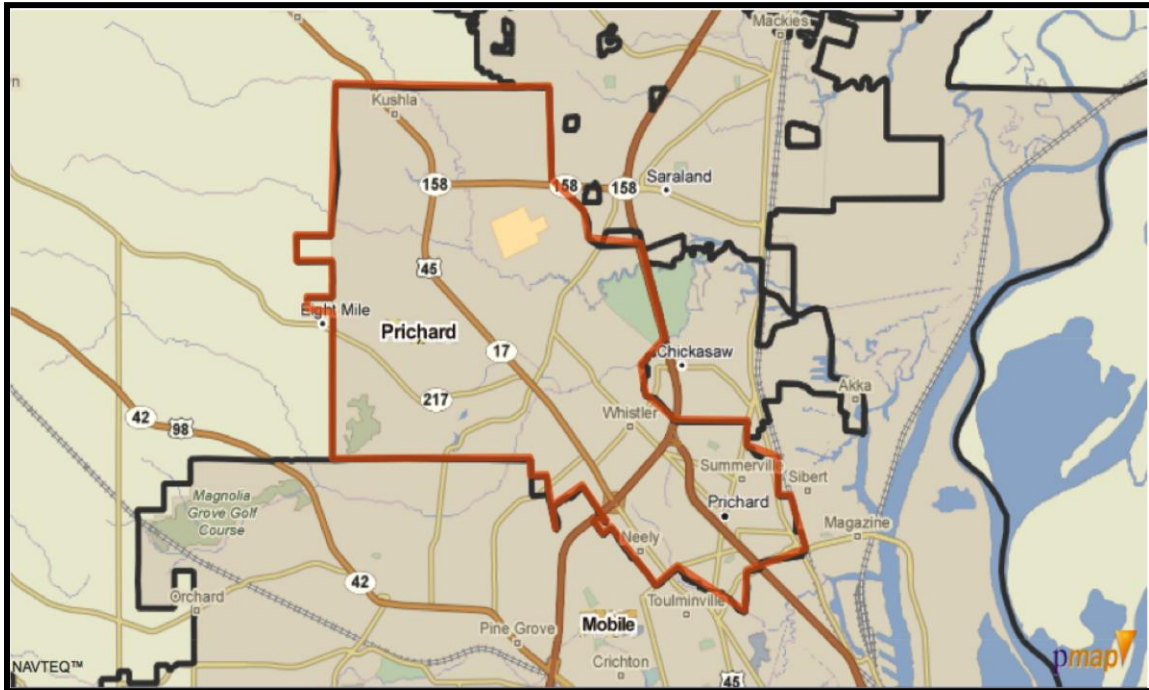 Mackies
Kushla
158
158
158
Saraland
45
Eight Mile
Prichard
17
Chickasaw
217
Akka
42
98
Whistler
Summerville
Sibert
Magnolia
Grove Golf
Course
Prichard
Magazine
Neely
42
Orchard
Toulminville
Pine Grove
Mobile
Crichton
NAVTEQ™
45
pmap